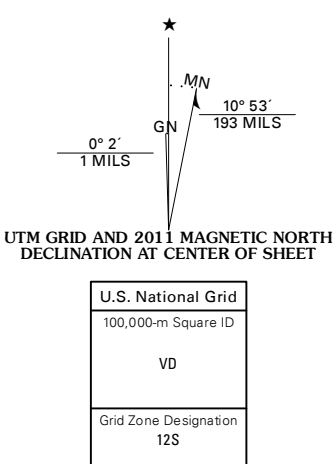 MN
10° 53´
193 MILS
GN
0° 2´
1 MILS
UTM GRID AND 2011 MAGNETIC NORTH
DECLINATION AT CENTER OF SHEET
U.S. National Grid
100,000-m Square ID
VD
Grid Zone Designation
12S